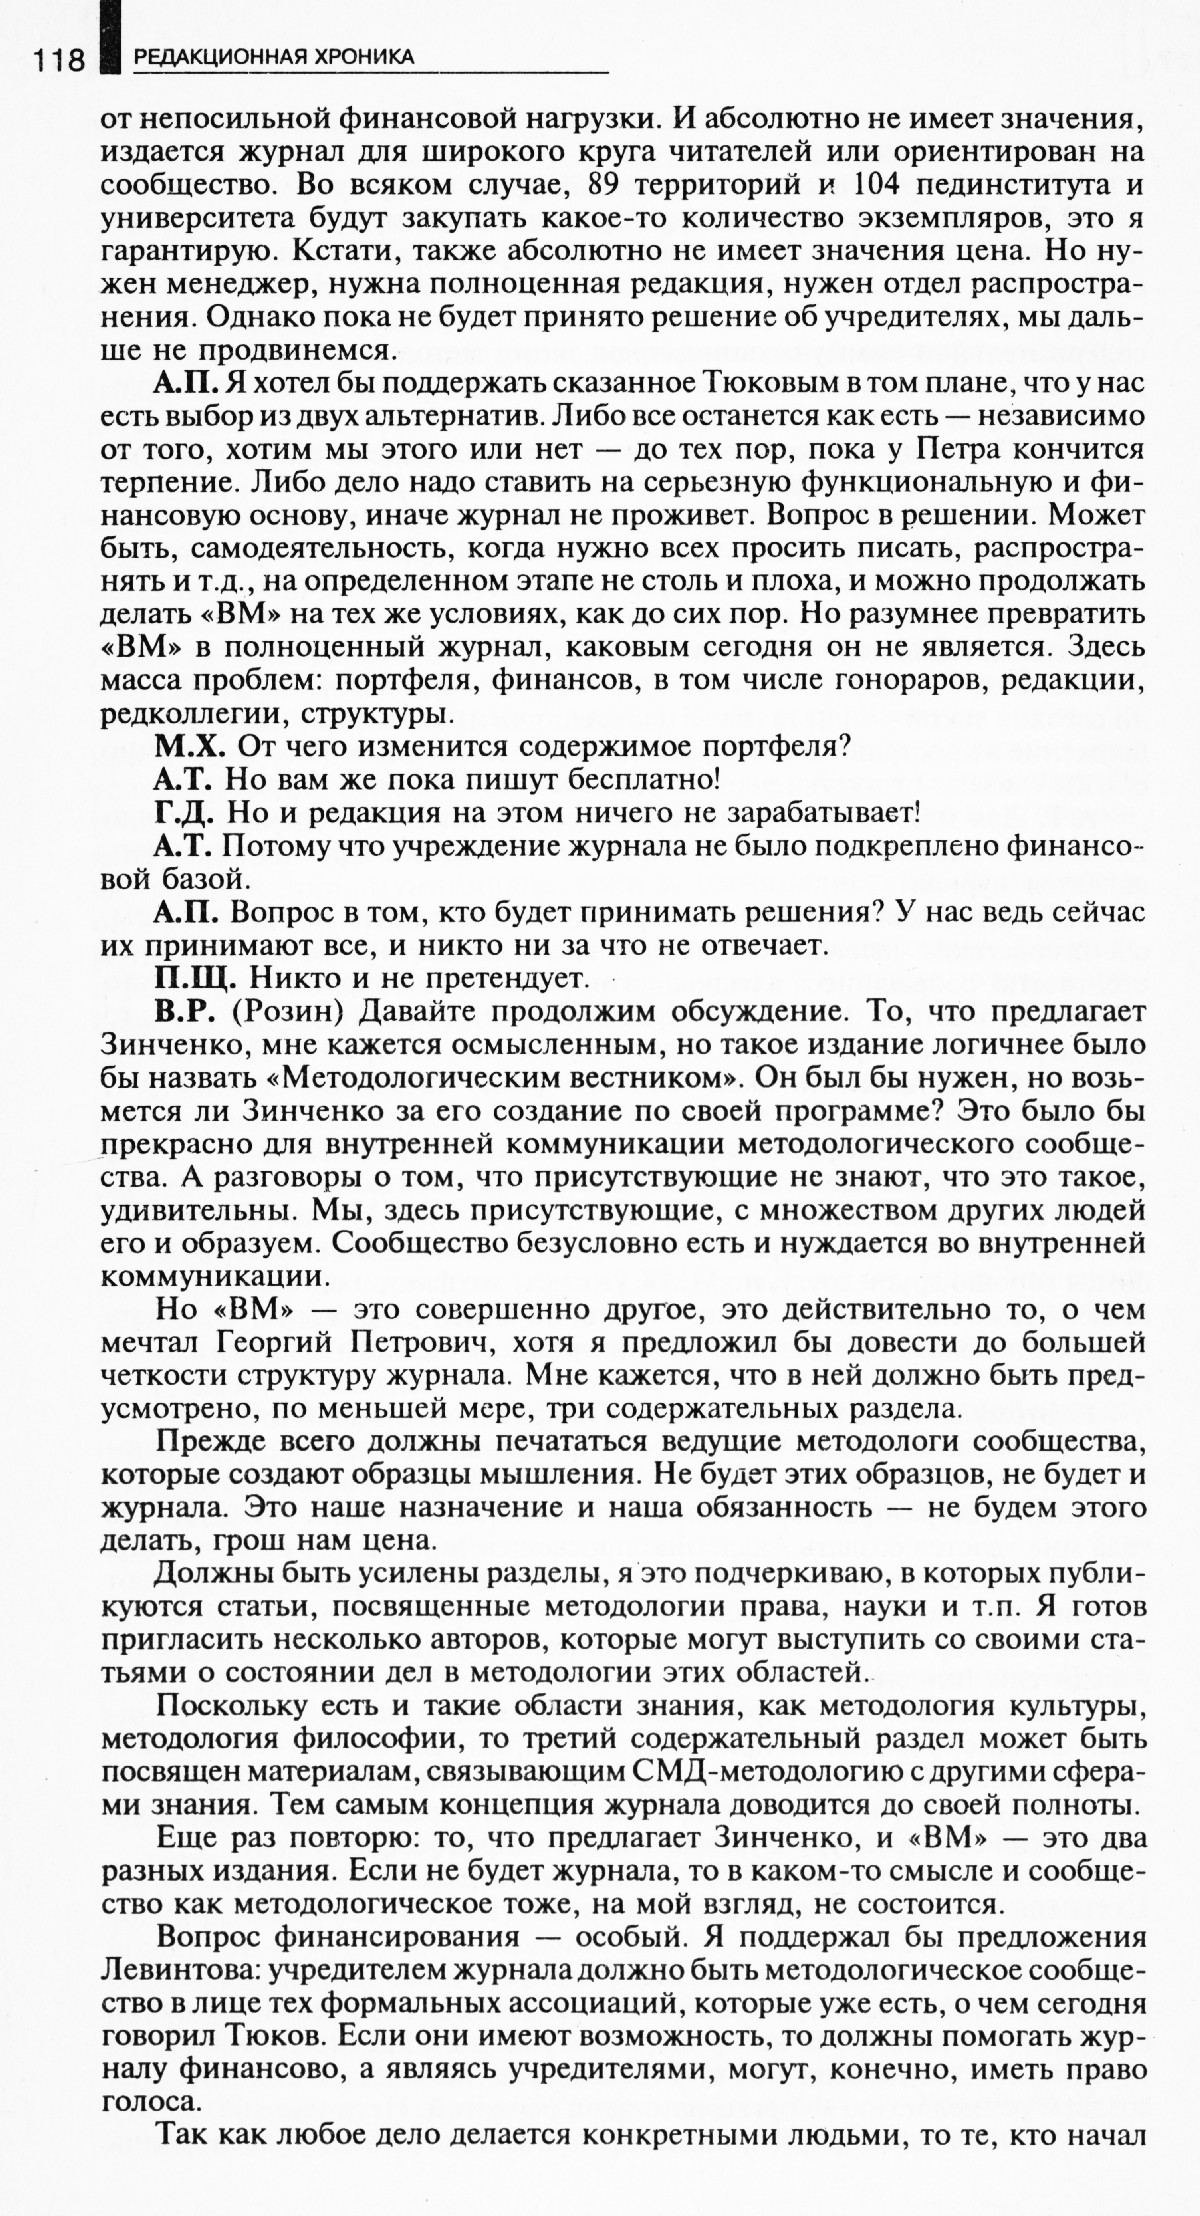 118
РЕДАКЦИОННАЯ ХРОНИКА
от непосильной финансовой нагрузки. И абсолютно не имеет значения,
издается журнал для широкого круга читателей или ориентирован на
сообщество. Во всяком случае, 89 территорий и 104 пединститута и
университета будут закупать какое-то количество экземпляров, это я
гарантирую. Кстати, также абсолютно не имеет значения цена. Но ну-
жен менеджер, нужна полноценная редакция, нужен отдел распростра-
нения. Однако пока не будет принято решение об учредителях, мы даль-
ше не продвинемся.
А.П. Я хотел бы поддержать сказанное Тюковым в том плане, что у нас
есть выбор из двух альтернатив. Либо все останется как есть — независимо
от того, хотим мы этого или нет — до тех пор, пока у Петра кончится
терпение. Либо дело надо ставить на серьезную функциональную и фи-
нансовую основу, иначе журнал не проживет. Вопрос в решении. Может
быть, самодеятельность, когда нужно всех просить писать, распростра-
нять и т.д., на определенном этапе не столь и плоха, и можно продолжать
делать «ВМ» на тех же условиях, как до сих пор. Но разумнее превратить
«ВМ» в полноценный журнал, каковым сегодня он не является. Здесь
масса проблем: портфеля, финансов, в том числе гонораров, редакции,
редколлегии, структуры.
М.Х. От чего изменится содержимое портфеля?
А.Т. Но вам же пока пишут бесплатно!
Г.Д. Но и редакция на этом ничего не зарабатывает!
А.Т. Потому что учреждение журнала не было подкреплено финансо-
вой базой.
А.П. Вопрос в том, кто будет принимать решения? У нас ведь сейчас
их принимают все, и никто ни за что не отвечает.
П.Щ. Никто и не претендует.
В.Р. (Розин) Давайте продолжим обсуждение. То, что предлагает
Зинченко, мне кажется осмысленным, но такое издание логичнее было
бы назвать «Методологическим вестником». Он был бы нужен, но возь-
мется ли Зинченко за его создание по своей программе? Это было бы
прекрасно для внутренней коммуникации методологического сообще-
ства. А разговоры о том, что присутствующие не знают, что это такое,
удивительны. Мы, здесь присутствующие, с множеством других людей
его и образуем. Сообщество безусловно есть и нуждается во внутренней
коммуникации.
Но «ВМ» — это совершенно другое, это действительно то, о чем
мечтал Георгий Петрович, хотя я предложил бы довести до большей
четкости структуру журнала. Мне кажется, что в ней должно быть пред-
усмотрено, по меньшей мере, три содержательных раздела.
Прежде всего должны печататься ведущие методологи сообщества,
которые создают образцы мышления. Не будет этих образцов, не будет и
журнала. Это наше назначение и наша обязанность — не будем этого
делать, грош нам цена.
Должны быть усилены разделы, я это подчеркиваю, в которых публи-
куются статьи, посвященные методологии права, науки и т.п. Я готов
пригласить несколько авторов, которые могут выступить со своими ста-
тьями о состоянии дел в методологии этих областей.
Поскольку есть и такие области знания, как методология культуры,
методология философии, то третий содержательный раздел может быть
посвящен материалам, связывающим СМД-методологию с другими сфера-
ми знания. Тем самым концепция журнала доводится до своей полноты.
Еще раз повторю: то, что предлагает Зинченко, и «ВМ» — это два
разных издания. Если не будет журнала, то в каком-то смысле и сообще-
ство как методологическое тоже, на мой взгляд, не состоится.
Вопрос финансирования — особый. Я поддержал бы предложения
Левинтова: учредителем журнала должно быть методологическое сообще-
ство в лице тех формальных ассоциаций, которые уже есть, о чем сегодня
говорил Тюков. Если они имеют возможность, то должны помогать жур-
налу финансово, а являясь учредителями, могут, конечно, иметь право
голоса.
Так как любое дело делается конкретными людьми, то те, кто начал